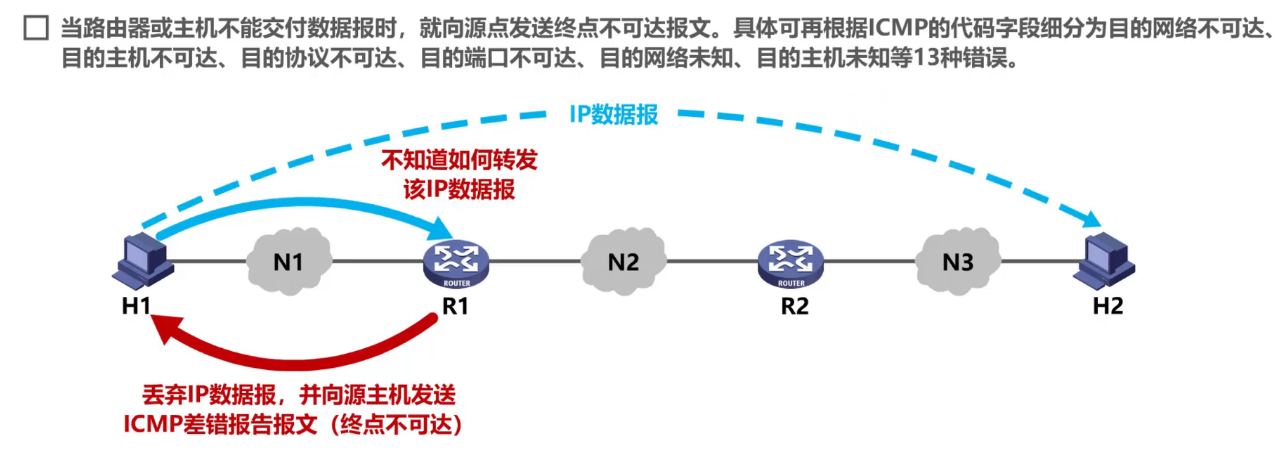 当路由器或主机不能交付数据报时，就向源点发送终点不可达报文。具体可再根据ICMP的代码字段细分为目的网络不可达、
目的主机不可达、目的协议不可达、目的端口不可达、目的网络未知、目的主机未知等13种错误。
IP数据报
不知道如何转发
该IP数据报
N1
N2
N3
ROUTER
ROUTER
H1
R1
R2
H2
丢弃IP数据报，并向源主机发送
ICMP差错报告报文（终点不可达）